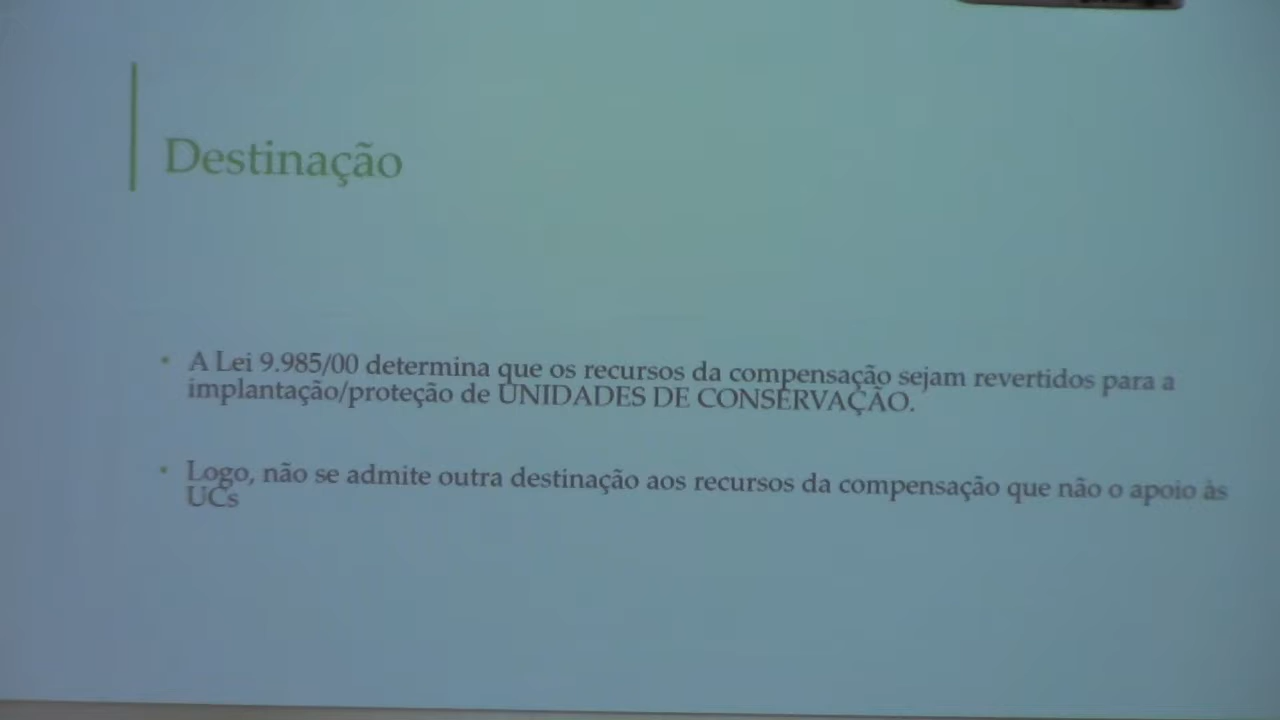 Destinação
• A Lei 9.985/00 determina que os recursos da compensação sejam revertidos para a
implantação/proteção de UNIDADES DE CONSERVAÇÃO.
• Logo, não se admite outra destinação aos recursos da compensação que não o apoio às
UCs